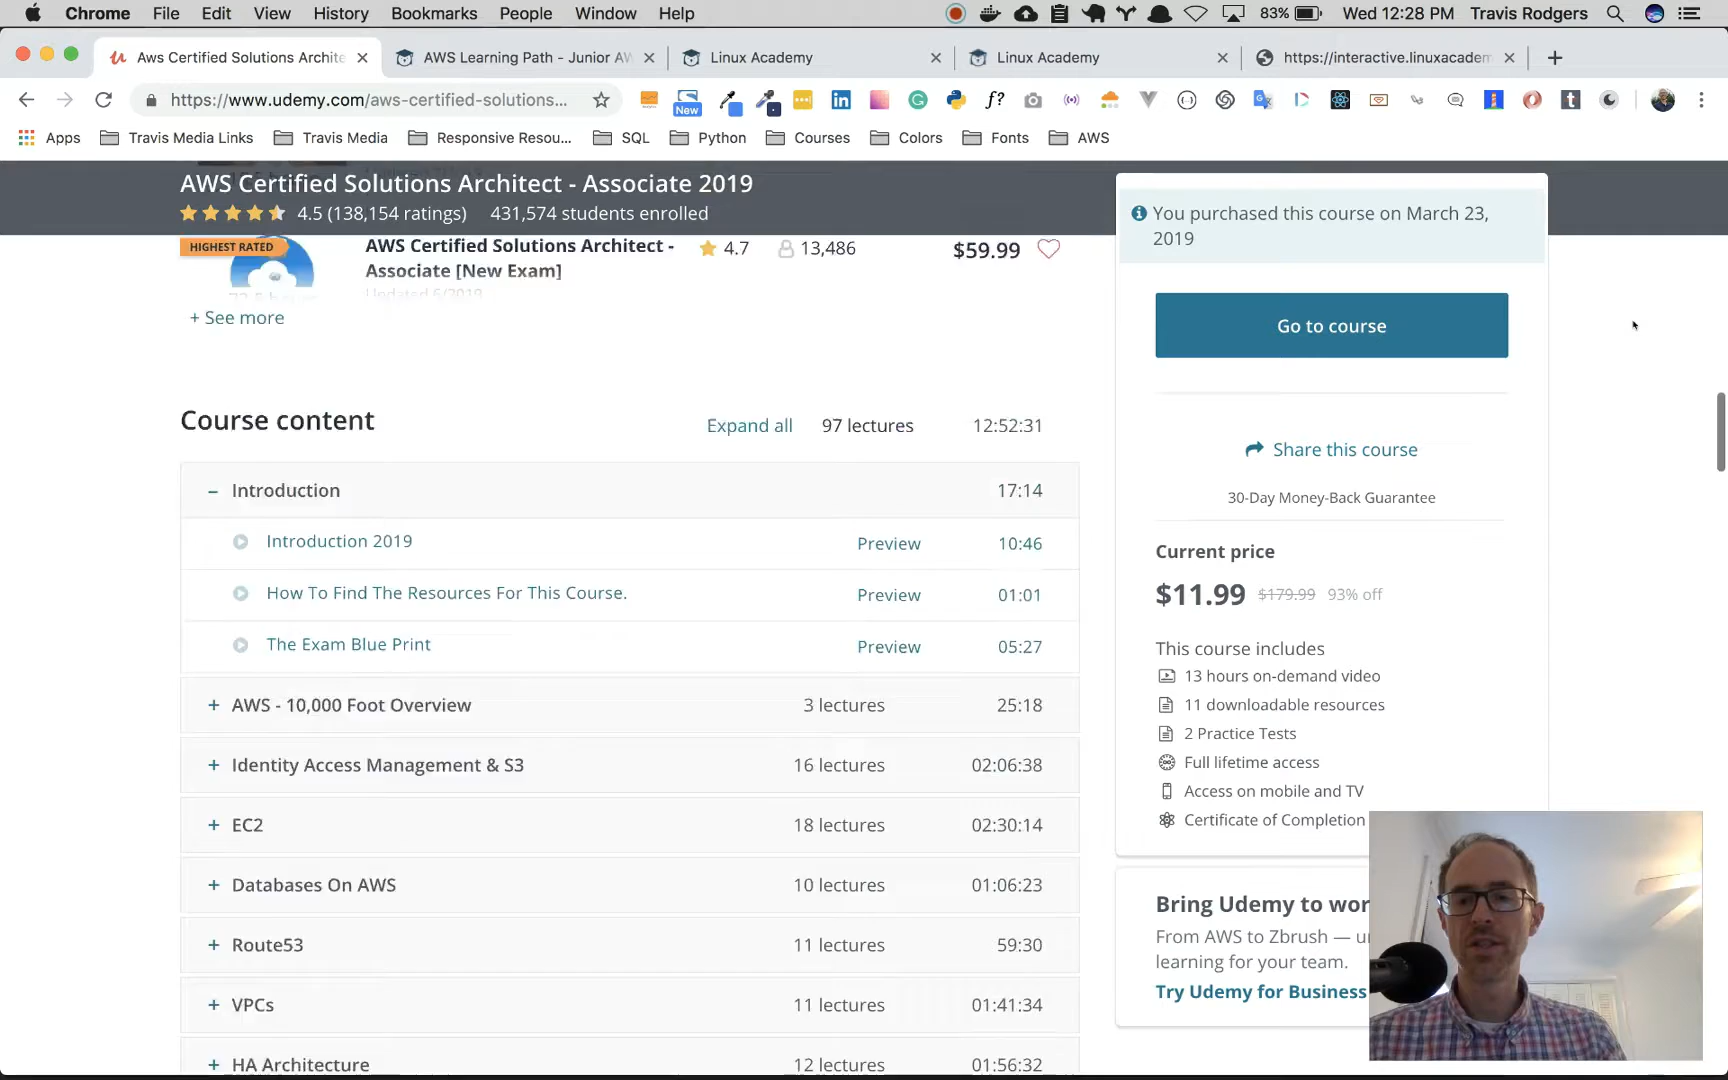 Chrome File Edit View History Bookmarks People Window Help 83% Wed 12:28 PM Travis Rodgers
Aws Certified Solutions Archite
AWS Learning Path - Junior AW
Linux Academy
Linux Academy
https://interactive.linuxacadem
https://www.udemy.com/aws-certified-solutions...
New
Apps Travis Media Links Travis Media Responsive Resou... SQL Python Courses Colors Fonts AWS
AWS Certified Solutions Architect - Associate 2019
4.5 (138,154 ratings) 431,574 students enrolled
HIGHEST RATED
AWS Certified Solutions Architect -
Associate [New Exam]
Updated 6/2019
4.7 13,486 $59.99
+ See more
Course content
Expand all 97 lectures 12:52:31
– Introduction 17:14
Introduction 2019 Preview 10:46
How To Find The Resources For This Course. Preview 01:01
The Exam Blue Print Preview 05:27
+ AWS - 10,000 Foot Overview 3 lectures 25:18
+ Identity Access Management & S3 16 lectures 02:06:38
+ EC2 18 lectures 02:30:14
+ Databases On AWS 10 lectures 01:06:23
+ Route53 11 lectures 59:30
+ VPCs 11 lectures 01:41:34
+ HA Architecture 12 lectures 01:56:32
You purchased this course on March 23,
2019
Go to course
Share this course
30-Day Money-Back Guarantee
Current price
$11.99 $179.99 93% off
This course includes
13 hours on-demand video
11 downloadable resources
2 Practice Tests
Full lifetime access
Access on mobile and TV
Certificate of Completion
Bring Udemy to wor
From AWS to Zbrush — u
learning for your team.
Try Udemy for Business